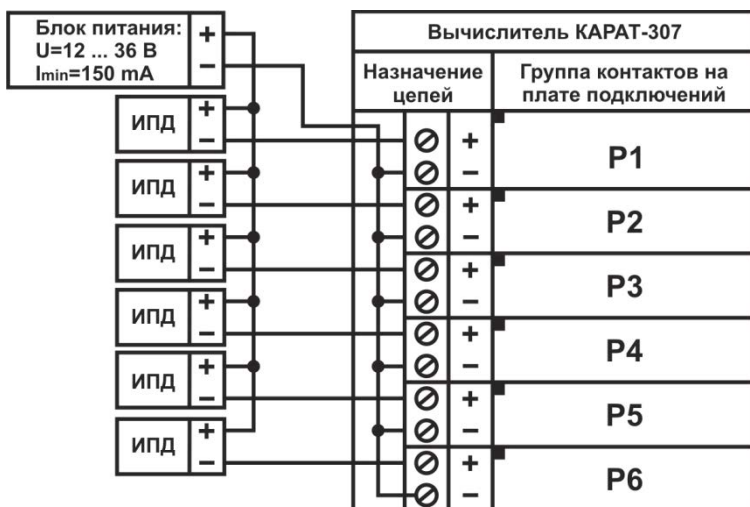 Блок питания:
U=12 ... 36 В
Imin=150 mA
+
−
Вычислитель КАРАТ-307
Назначение
цепей
Группа контактов на
плате подключений
ИПД
+
−
+
−
P1
ИПД
+
−
+
−
P2
ИПД
+
−
+
−
P3
ИПД
+
−
+
−
P4
ИПД
+
−
+
−
P5
ИПД
+
−
+
−
P6